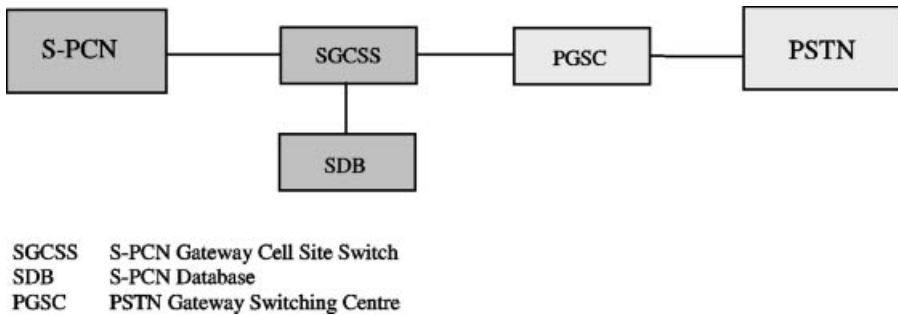 S-PCN
SGCSS
PGSC
PSTN
SDB
SGCSS S-PCN Gateway Cell Site Switch
SDB S-PCN Database
PGSC PSTN Gateway Switching Centre